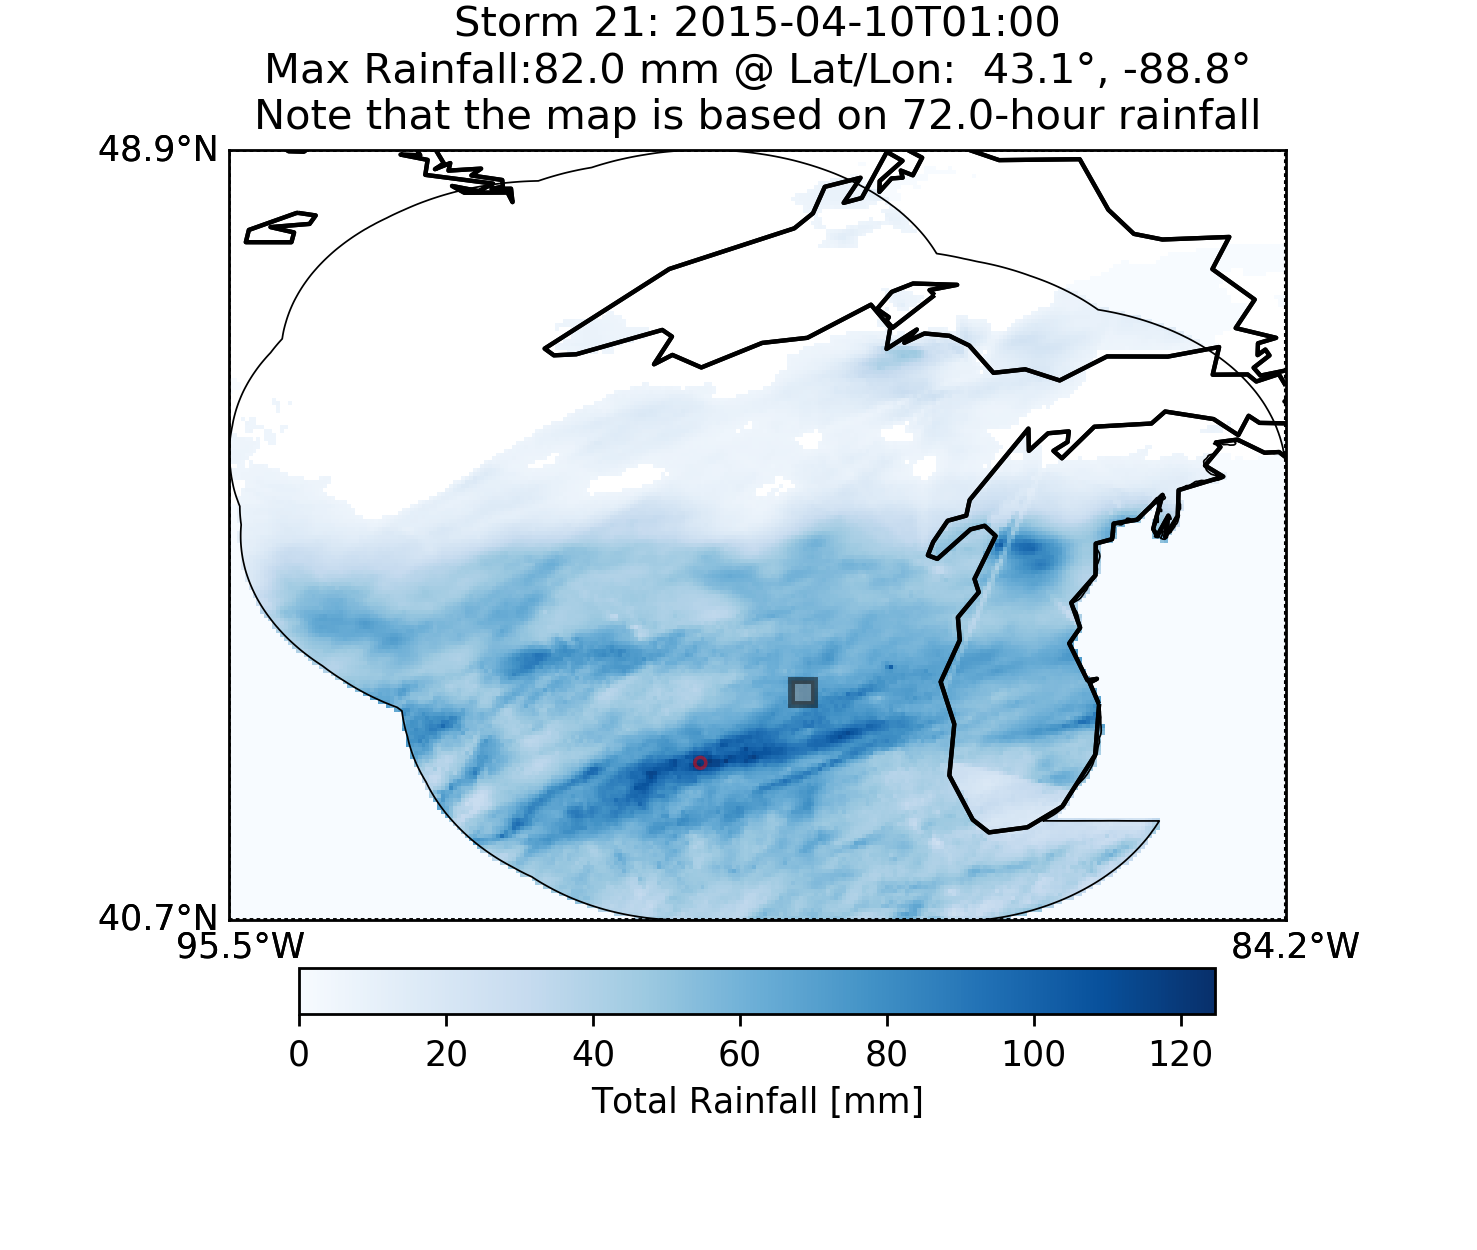 Storm 21: 2015-04-10T01:00
Max Rainfall:82.0 mm @ Lat/Lon:  43.1°, -88.8°
Note that the map is based on 72.0-hour rainfall
48.9°N
40.7°N
95.5°W 84.2°W
0 20 40 60 80 100 120
Total Rainfall [mm]